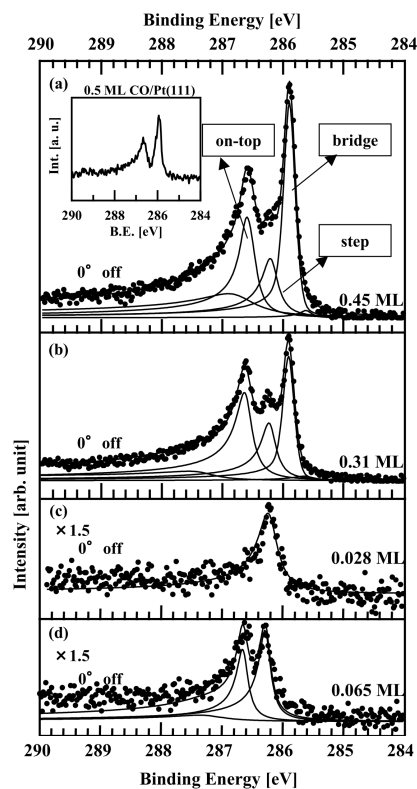 Binding Energy [eV]
290 289 288 287 286 285 284
(a)
0.5 ML CO/Pt(111)
Int. [a. u.]
290 288 286 284
B.E. [eV]
on-top
bridge
step
0° off
0.45 ML
(b)
0° off
0.31 ML
Intensity [arb. unit]
(c)
×1.5
0° off
0.028 ML
(d)
×1.5
0° off
0.065 ML
290 289 288 287 286 285 284
Binding Energy [eV]